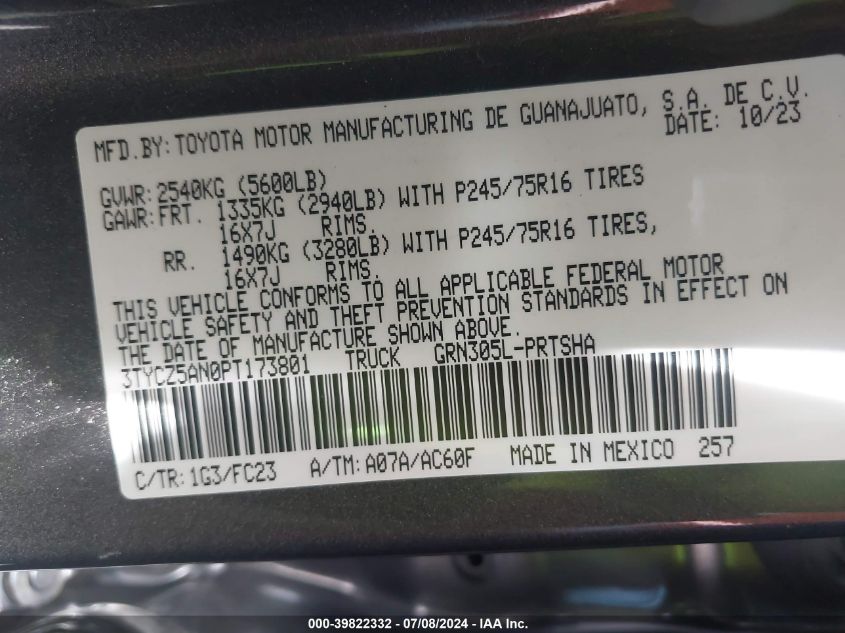 MFD.BY: TOYOTA MOTOR MANUFACTURING DE GUANAJUATO, S.A. DE C.V.
DATE: 10/23
GVWR: 2540KG (5600LB)
GAWR: FRT. 1335KG (2940LB) WITH P245/75R16 TIRES
16X7J RIMS.
RR. 1490KG (3280LB) WITH P245/75R16 TIRES,
16X7J RIMS.
THIS VEHICLE CONFORMS TO ALL APPLICABLE FEDERAL MOTOR
VEHICLE SAFETY AND THEFT PREVENTION STANDARDS IN EFFECT ON
THE DATE OF MANUFACTURE SHOWN ABOVE.
3TYCZ5AN0PT173801 TRUCK GRN305L-PRTSHA
C/TR: 1G3/FC23 A/TM: A07A/AC60F MADE IN MEXICO 257
000-39822332 - 07/08/2024 - IAA Inc.